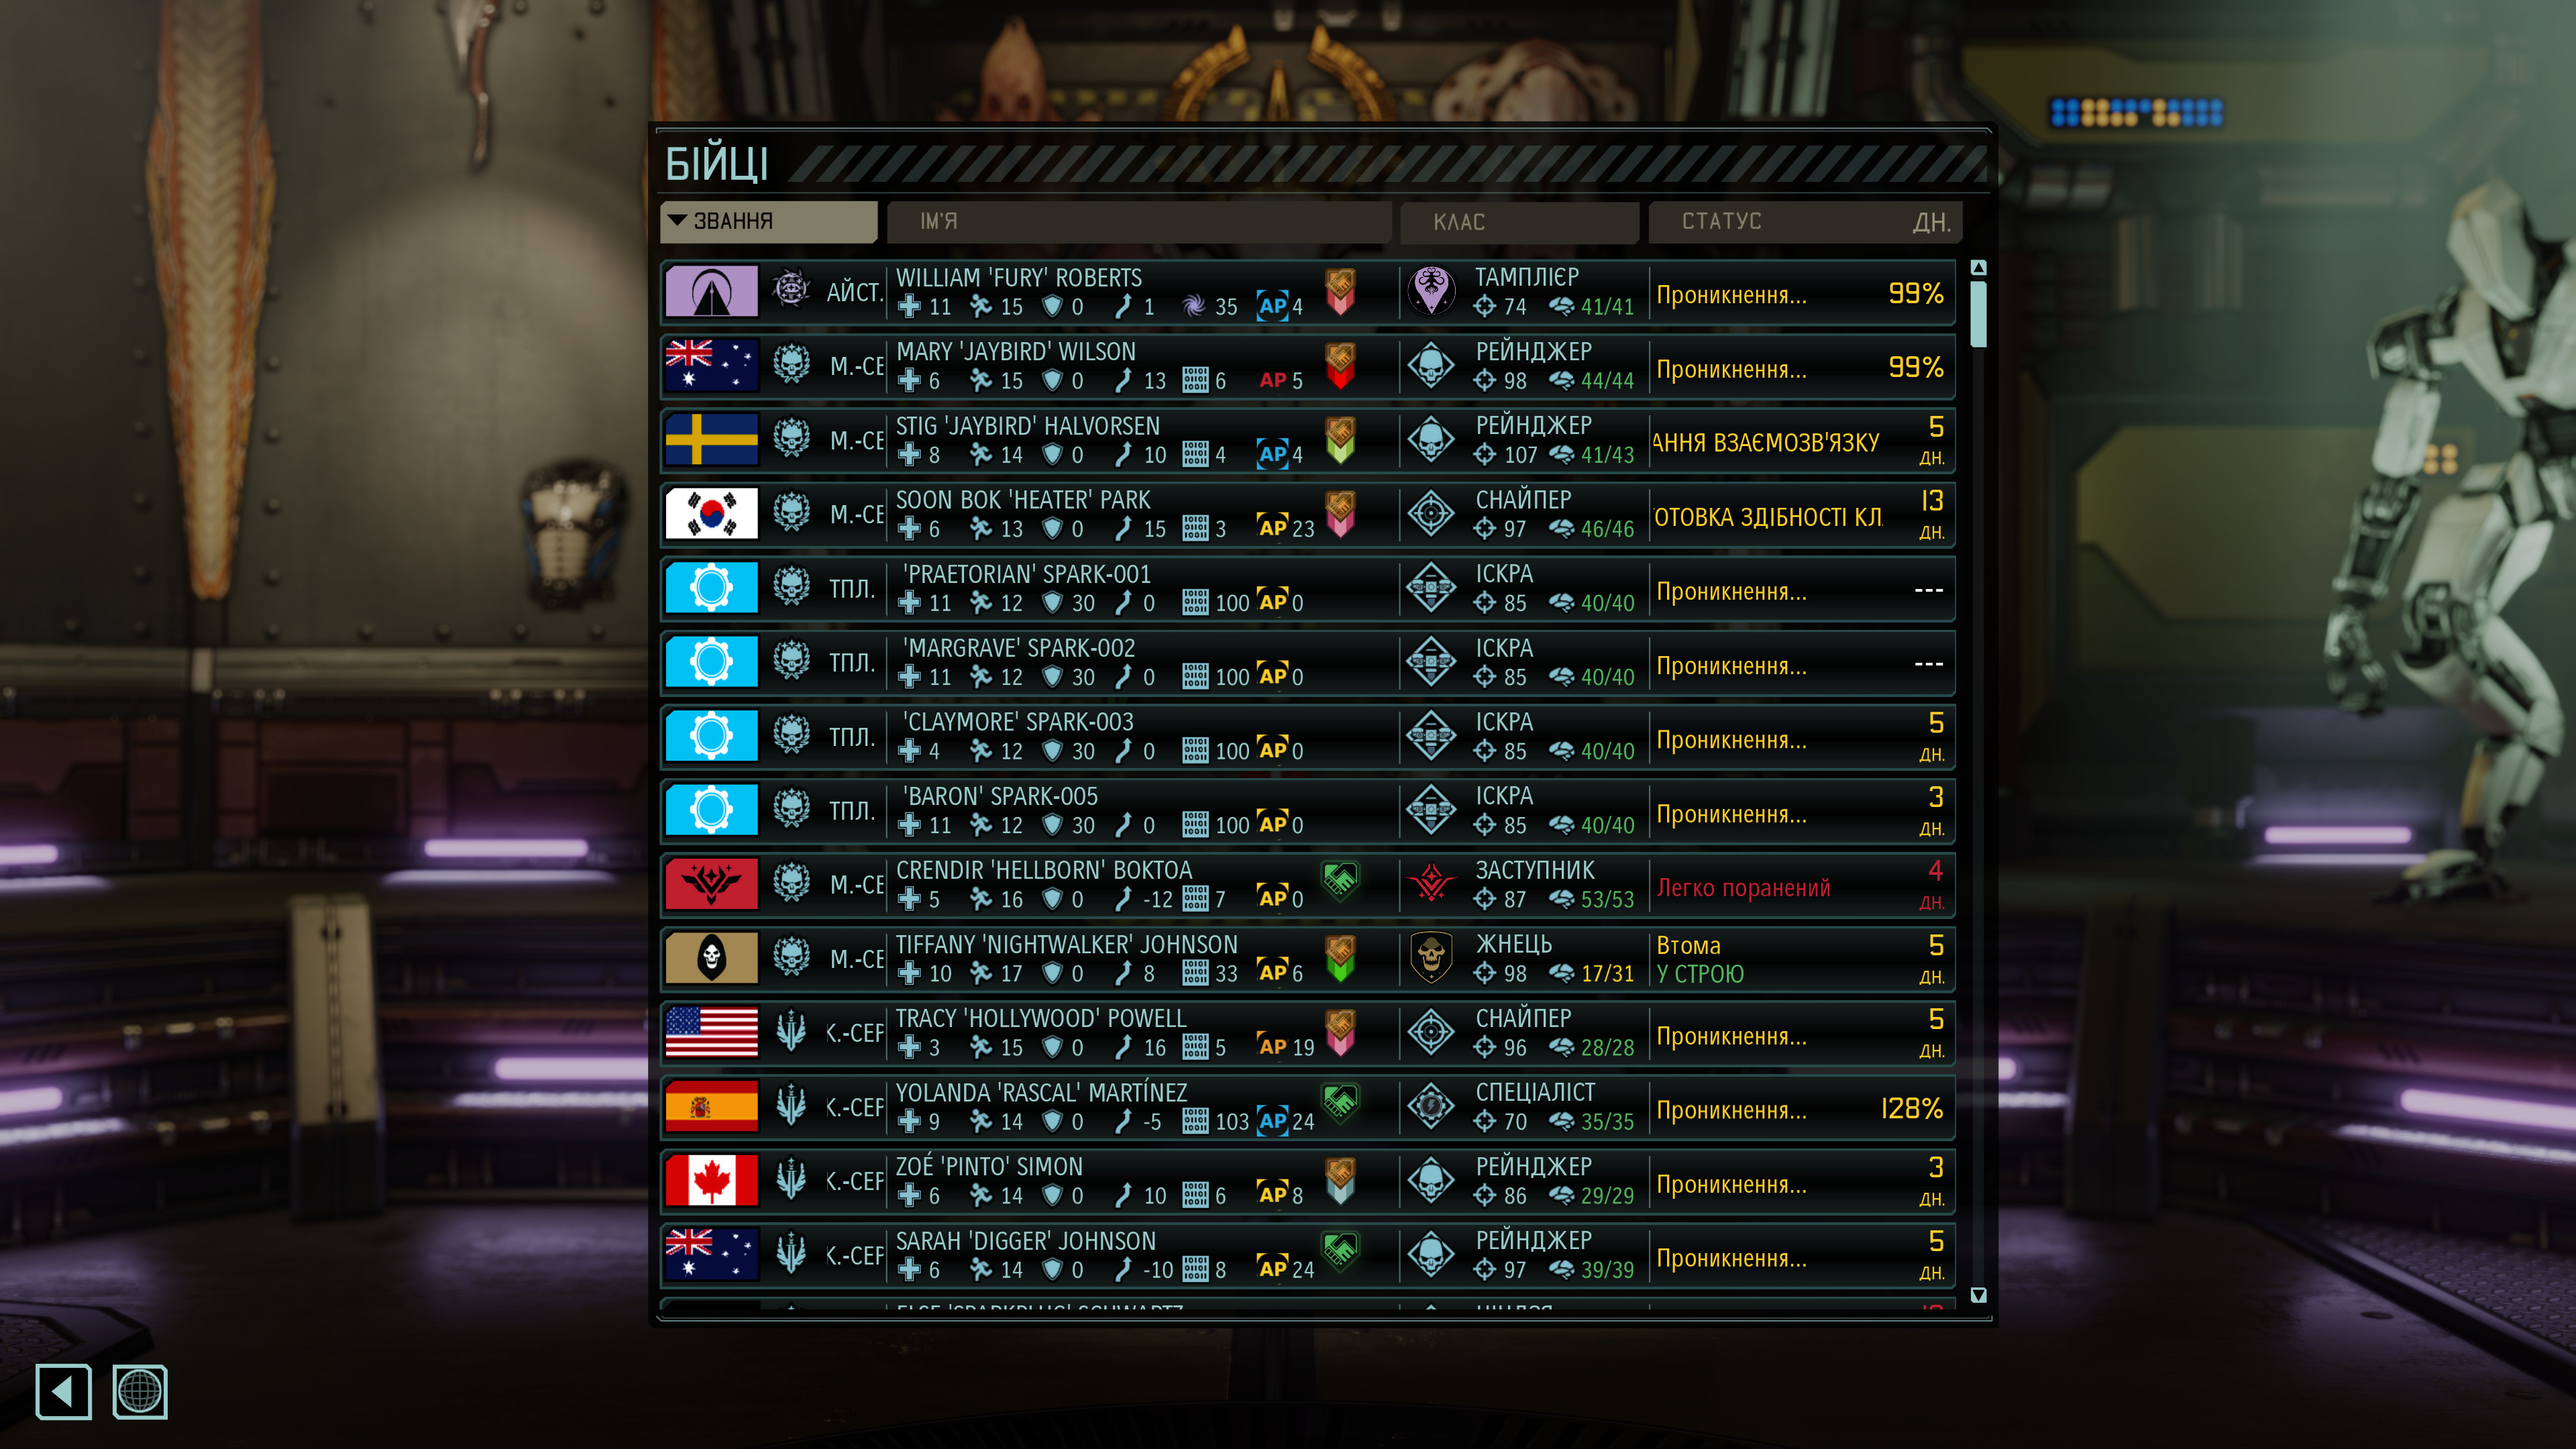 БІЙЦІ
ЗВАННЯ ІМ'Я КЛАС СТАТУС ДН.
АЙСТ. WILLIAM 'FURY' ROBERTS ТАМПЛІЄР Проникнення... 99%
11 15 0 1 35 AP 4 74 41/41
М.-СЕ MARY 'JAYBIRD' WILSON РЕЙНДЖЕР Проникнення... 99%
6 15 0 13 6 AP 5 98 44/44
М.-СЕ STIG 'JAYBIRD' HALVORSEN РЕЙНДЖЕР АННЯ ВЗАЄМОЗВ'ЯЗКУ 5 ДН.
8 14 0 10 4 AP 4 107 41/43
М.-СЕ SOON BOK 'HEATER' PARK СНАЙПЕР ОТОВКА ЗДІБНОСТІ КЛ. 13 ДН.
6 13 0 15 3 AP 23 97 46/46
ТПЛ. 'PRAETORIAN' SPARK-001 ІСКРА Проникнення... ---
11 12 30 0 100 AP 0 85 40/40
ТПЛ. 'MARGRAVE' SPARK-002 ІСКРА Проникнення... ---
11 12 30 0 100 AP 0 85 40/40
ТПЛ. 'CLAYMORE' SPARK-003 ІСКРА Проникнення... 5 ДН.
4 12 30 0 100 AP 0 85 40/40
ТПЛ. 'BARON' SPARK-005 ІСКРА Проникнення... 3 ДН.
11 12 30 0 100 AP 0 85 40/40
М.-СЕ CRENDIR 'HELLBORN' BOKTOA ЗАСТУПНИК Легко поранений 4 ДН.
5 16 0 -12 7 AP 0 87 53/53
М.-СЕ TIFFANY 'NIGHTWALKER' JOHNSON ЖНЕЦЬ Втома 5 ДН.
10 17 0 8 33 AP 6 98 17/31 У СТРОЮ
К.-СЕР TRACY 'HOLLYWOOD' POWELL СНАЙПЕР Проникнення... 5 ДН.
3 15 0 16 5 AP 19 96 28/28
К.-СЕР YOLANDA 'RASCAL' MARTÍNEZ СПЕЦІАЛІСТ Проникнення... 128%
9 14 0 -5 103 AP 24 70 35/35
К.-СЕР ZOÉ 'PINTO' SIMON РЕЙНДЖЕР Проникнення... 3 ДН.
6 14 0 10 6 AP 8 86 29/29
К.-СЕР SARAH 'DIGGER' JOHNSON РЕЙНДЖЕР Проникнення... 5 ДН.
6 14 0 -10 8 AP 24 97 39/39